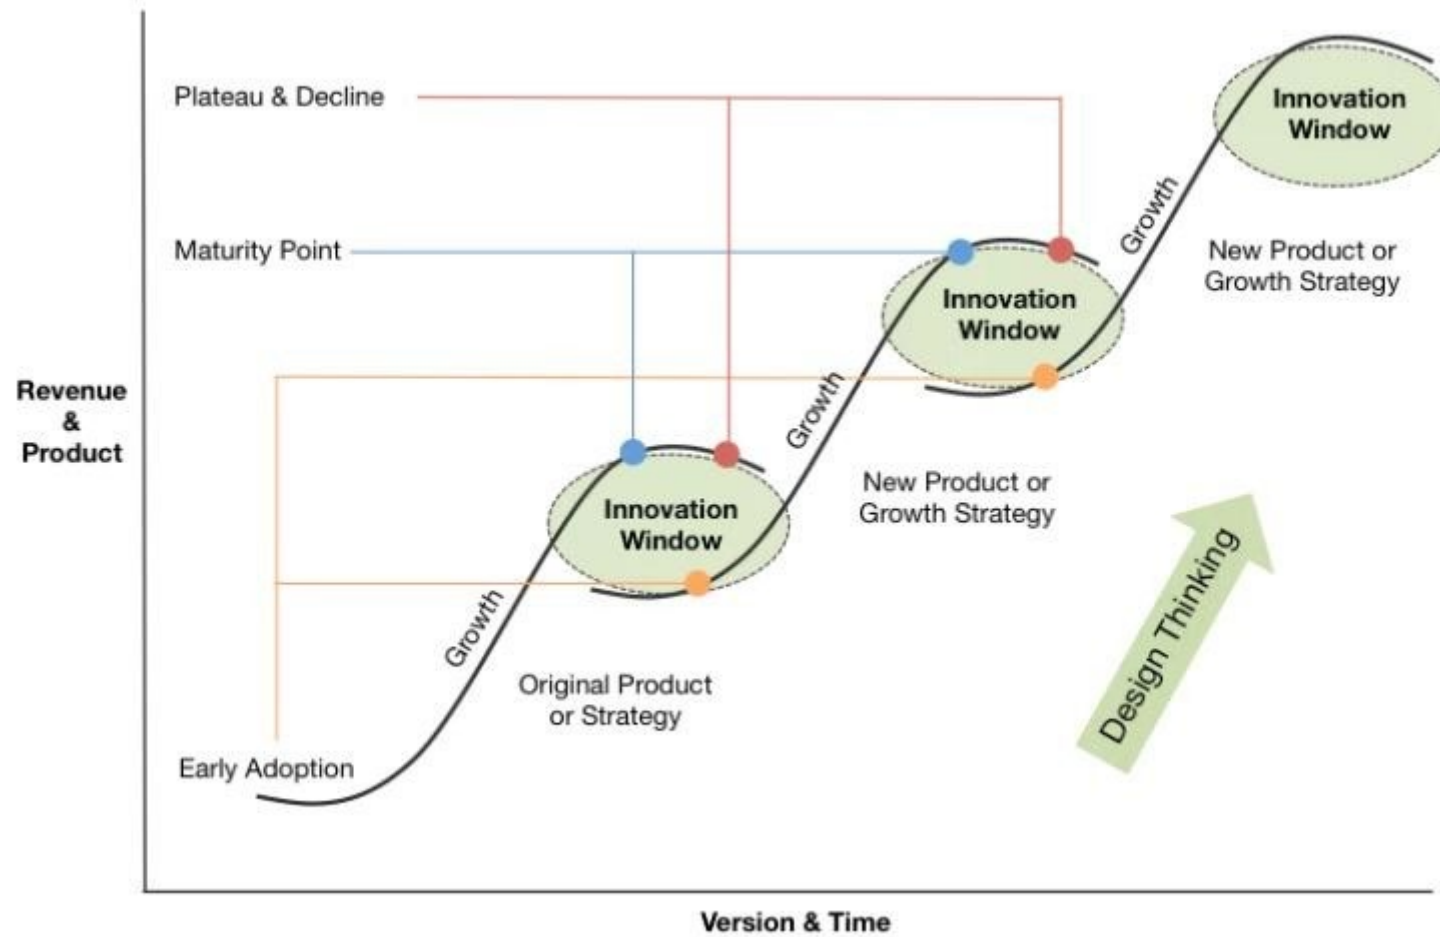 Plateau & Decline
Innovation
Window
Growth
Maturity Point
New Product or
Growth Strategy
Innovation
Window
Revenue
&
Product
Growth
New Product or
Growth Strategy
Innovation
Window
Design Thinking
Growth
Original Product
or Strategy
Early Adoption
Version & Time